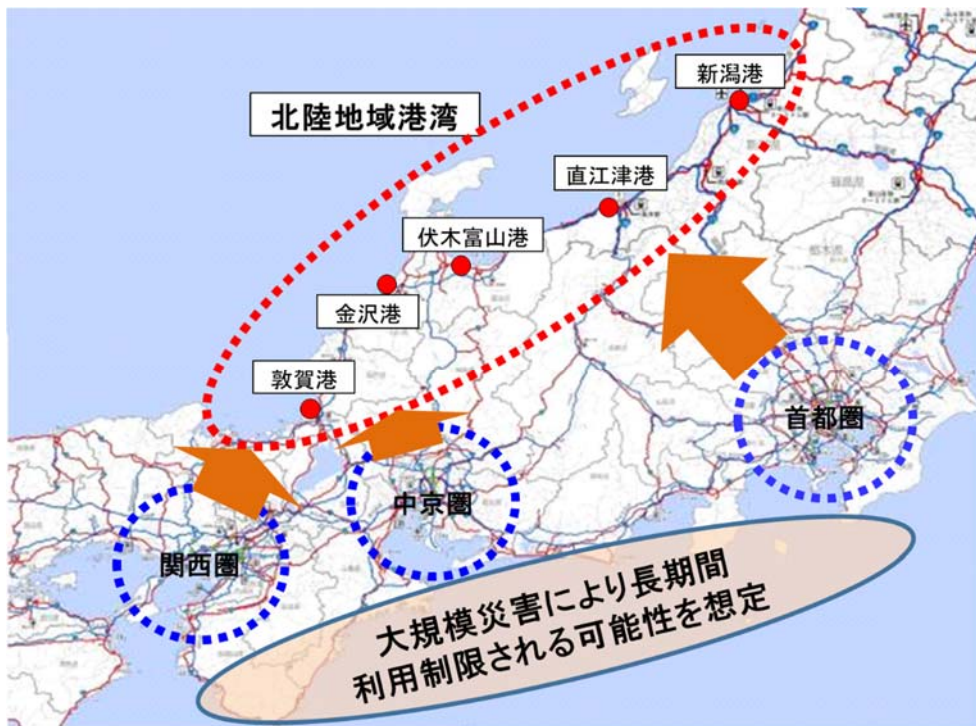 新潟港
北陸地域港湾
直江津港
伏木富山港
金沢港
敦賀港
首都圏
中京圏
関西圏
大規模災害により長期間
利用制限される可能性を想定